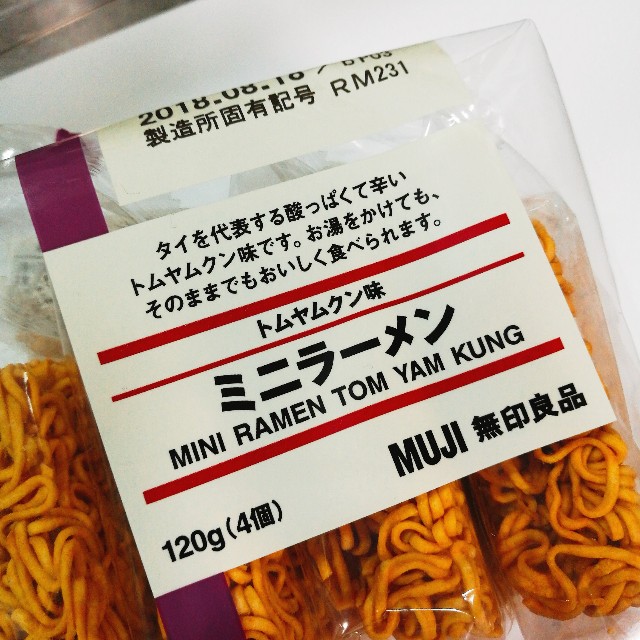 2018.08.18 /
製造所固有記号 RM231
タイを代表する酸っぱくて辛い
トムヤムクン味です。お湯をかけても、
そのままでもおいしく食べられます。
トムヤムクン味
ミニラーメン
MINI RAMEN TOM YAM KUNG
MUJI 無印良品
120g(4個)